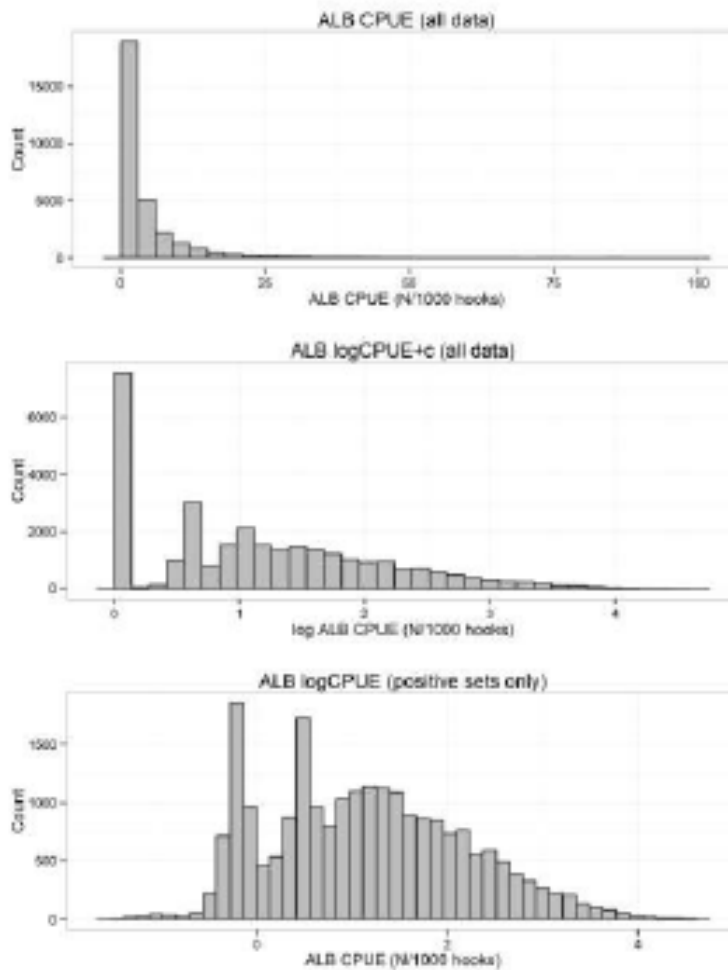 ALB CPUE (all data)
15000
10000
5000
0
Count
0 25 50 75 100
ALB CPUE (N/1000 hooks)
ALB logCPUE+c (all data)
6000
4000
2000
0
Count
0 1 2 3 4
log ALB CPUE (N/1000 hooks)
ALB logCPUE (positive sets only)
1500
1000
500
0
Count
0 2 4
ALB CPUE (N/1000 hooks)